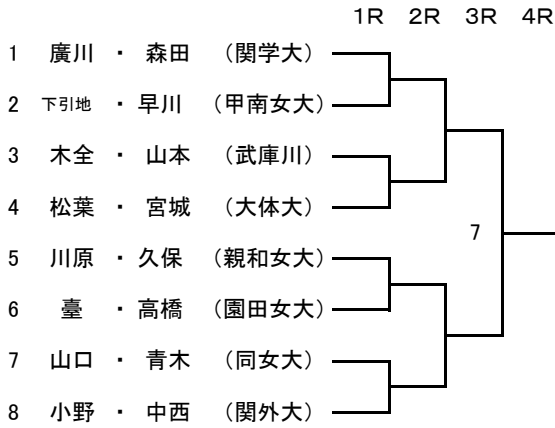 1R 2R 3R 4R
1 廣川 ・ 森田 (関学大)
2 下引地 ・ 早川 (甲南女大)
3 木全 ・ 山本 (武庫川)
4 松葉 ・ 宮城 (大体大)
7
5 川原 ・ 久保 (親和女大)
6 臺 ・ 高橋 (園田女大)
7 山口 ・ 青木 (同女大)
8 小野 ・ 中西 (関外大)